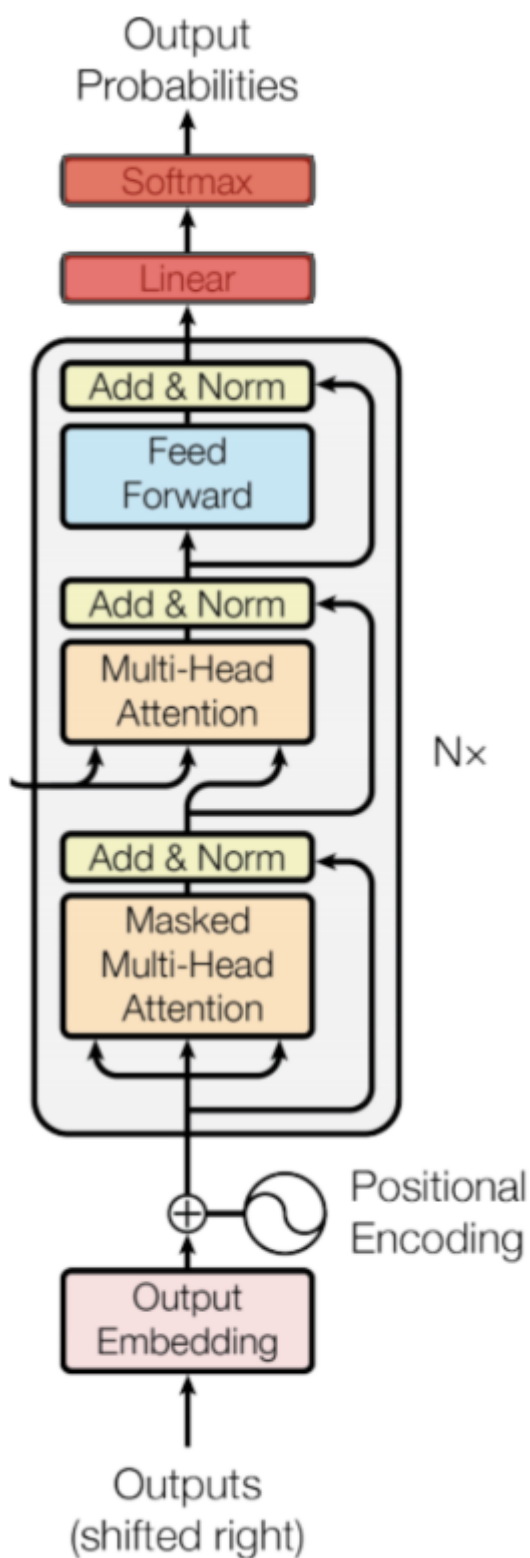 Output
Probabilities
Softmax
Linear
Add & Norm
Feed
Forward
Add & Norm
Multi-Head
Attention
N×
Add & Norm
Masked
Multi-Head
Attention
Positional
Encoding
Output
Embedding
Outputs
(shifted right)